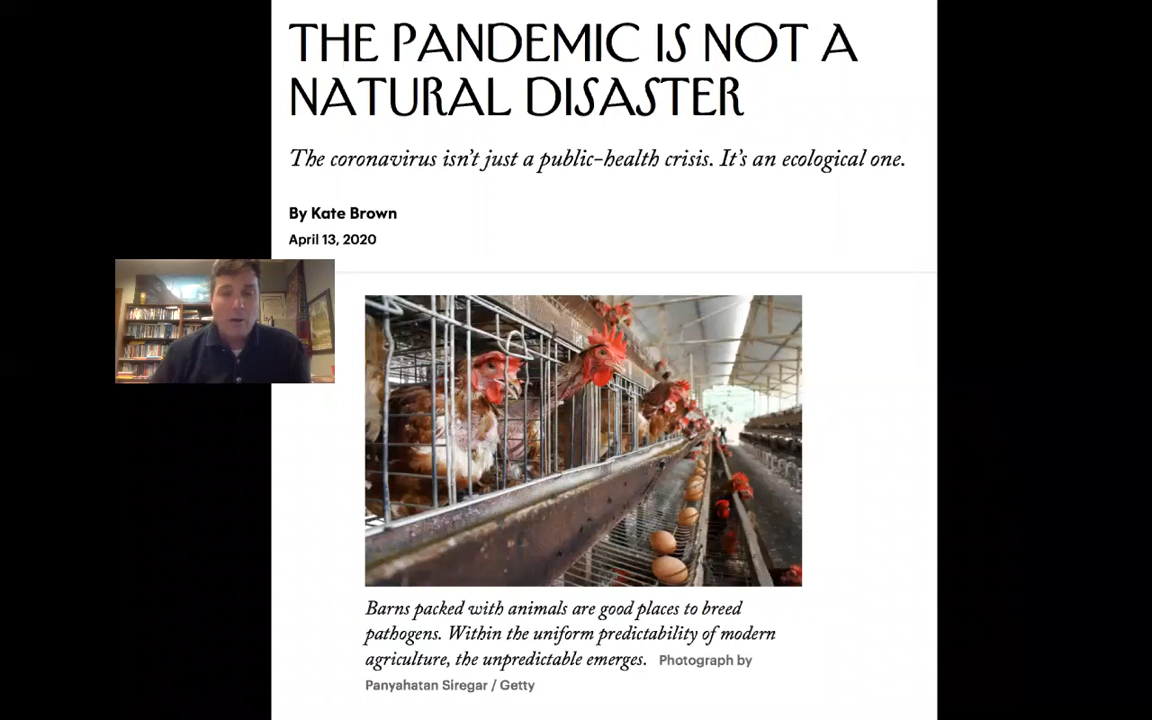 THE PANDEMIC IS NOT A
NATURAL DISASTER
The coronavirus isn't just a public-health crisis. It's an ecological one.
By Kate Brown
April 13, 2020
Barns packed with animals are good places to breed
pathogens. Within the uniform predictability of modern
agriculture, the unpredictable emerges. Photograph by
Panyahatan Siregar / Getty